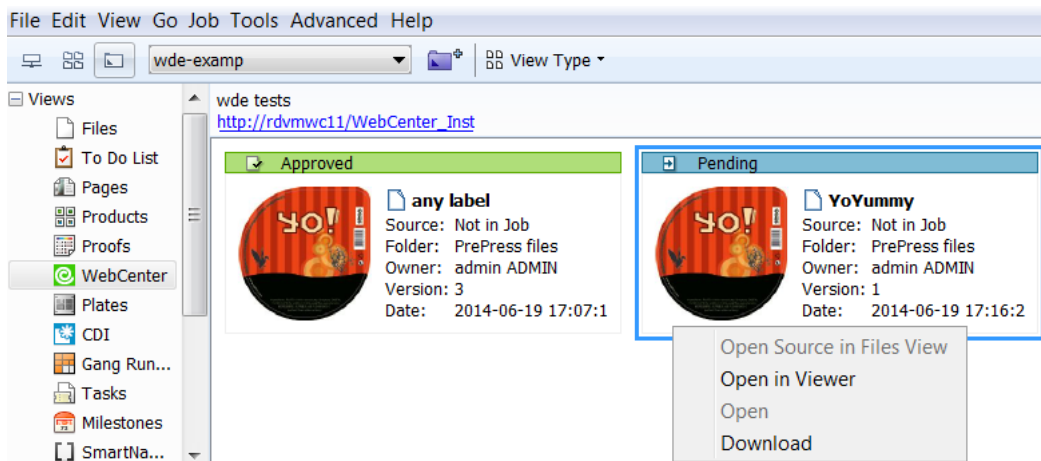 File Edit View Go Job Tools Advanced Help
wde-examp
View Type
Views
Files
To Do List
Pages
Products
Proofs
WebCenter
Plates
CDI
Gang Run...
Tasks
Milestones
SmartNa...
wde tests
http://rdvmwc11/WebCenter_Inst
Approved
YO!
any label
Source: Not in Job
Folder: PrePress files
Owner: admin ADMIN
Version: 3
Date: 2014-06-19 17:07:1
Pending
YO!
YoYummy
Source: Not in Job
Folder: PrePress files
Owner: admin ADMIN
Version: 1
Date: 2014-06-19 17:16:2
Open Source in Files View
Open in Viewer
Open
Download